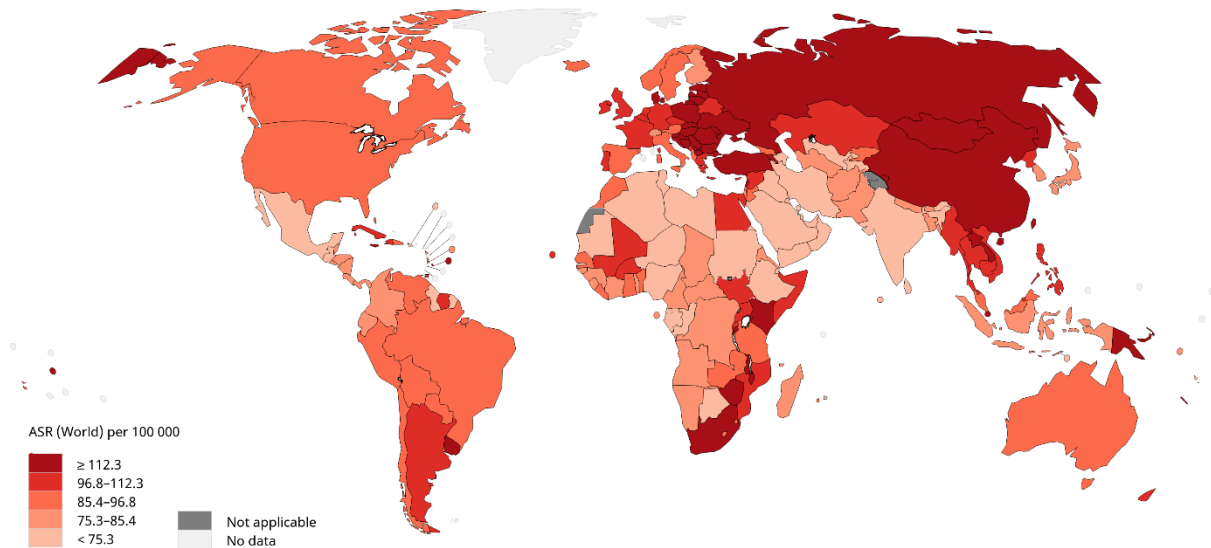 ASR (World) per 100 000
≥ 112.3
96.8–112.3
85.4–96.8
75.3–85.4
< 75.3
Not applicable
No data